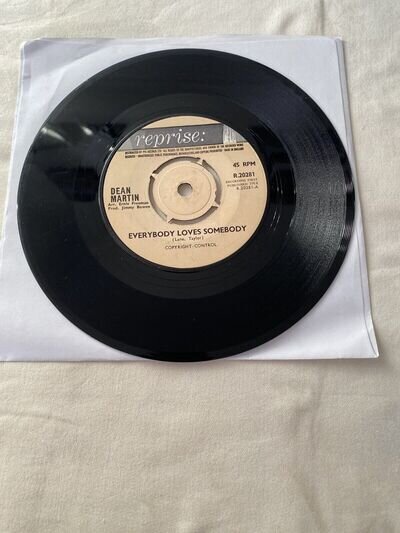 reprise:
45 RPM
R.20281
R.20281-A
DEAN
MARTIN
Arr. Ernie Freeman
Prod. Jimmy Bowen
EVERYBODY LOVES SOMEBODY
(Lane, Taylor)
COPYRIGHT CONTROL